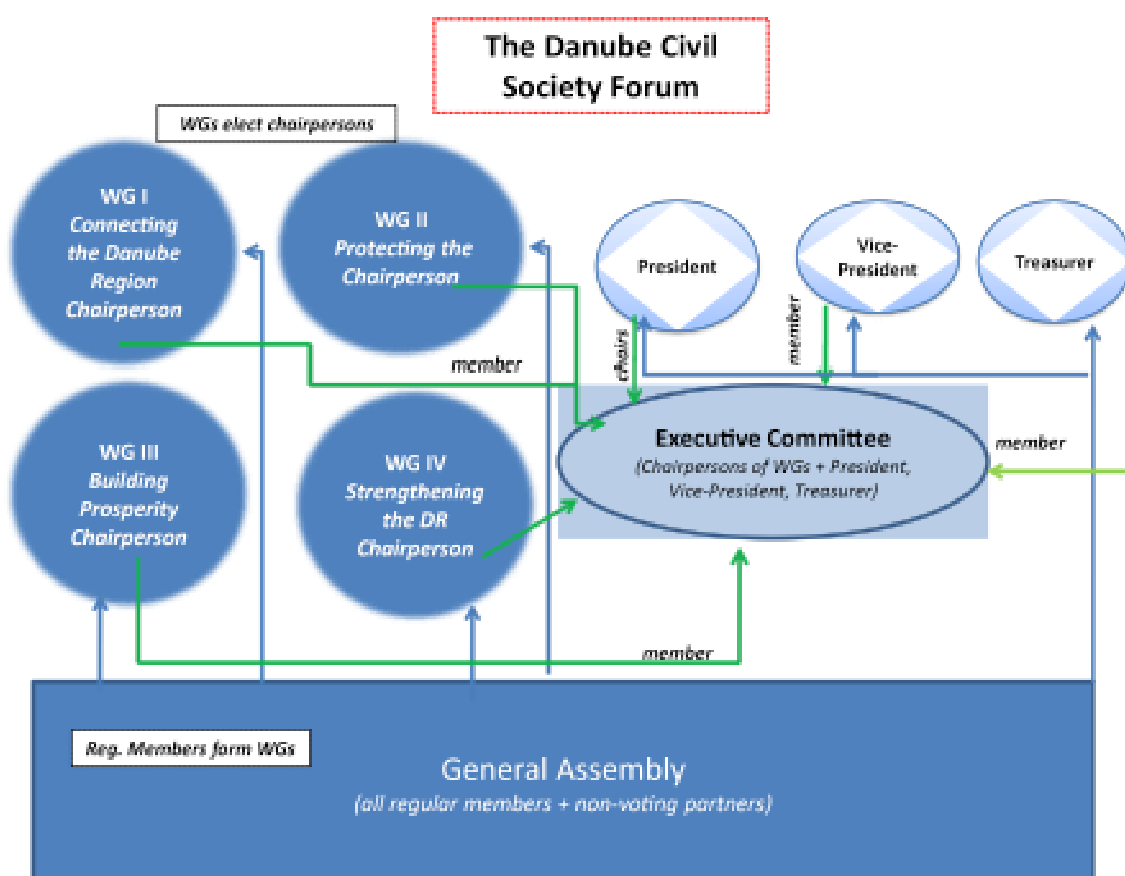 The Danube Civil
Society Forum
WGs elect chairpersons
WG I
Connecting
the Danube
Region
Chairperson
WG II
Protecting the
Chairperson
President
Vice-
President
Treasurer
chairs
member
member
WG III
Building
Prosperity
Chairperson
WG IV
Strengthening
the DR
Chairperson
Executive Committee
(Chairpersons of WGs + President,
Vice-President, Treasurer)
member
member
Reg. Members form WGs
General Assembly
(all regular members + non-voting partners)